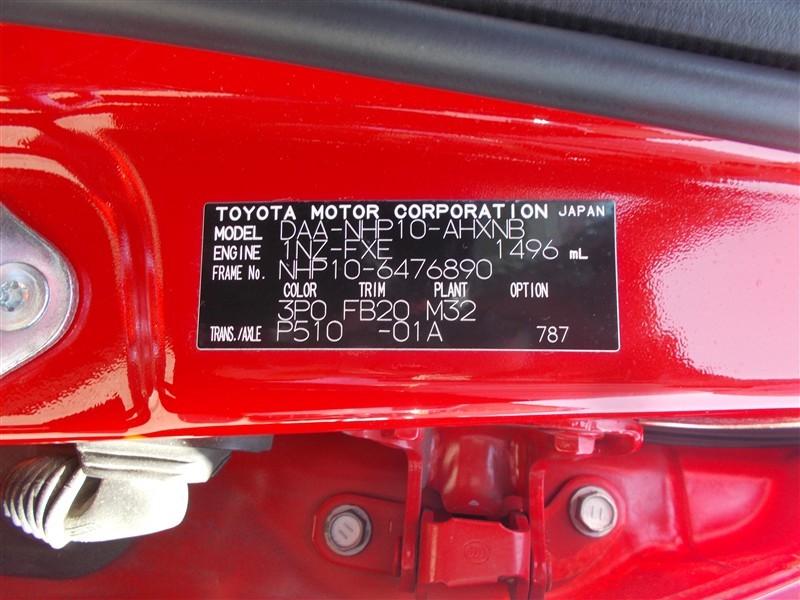 TOYOTA MOTOR CORPORATION JAPAN
MODEL DAA-NHP10-AHXNB
ENGINE 1NZ-FXE 1496 mL
FRAME No. NHP10-6476890
COLOR TRIM PLANT OPTION
3P0 FB20 M32
TRANS./AXLE P510 -01A 787